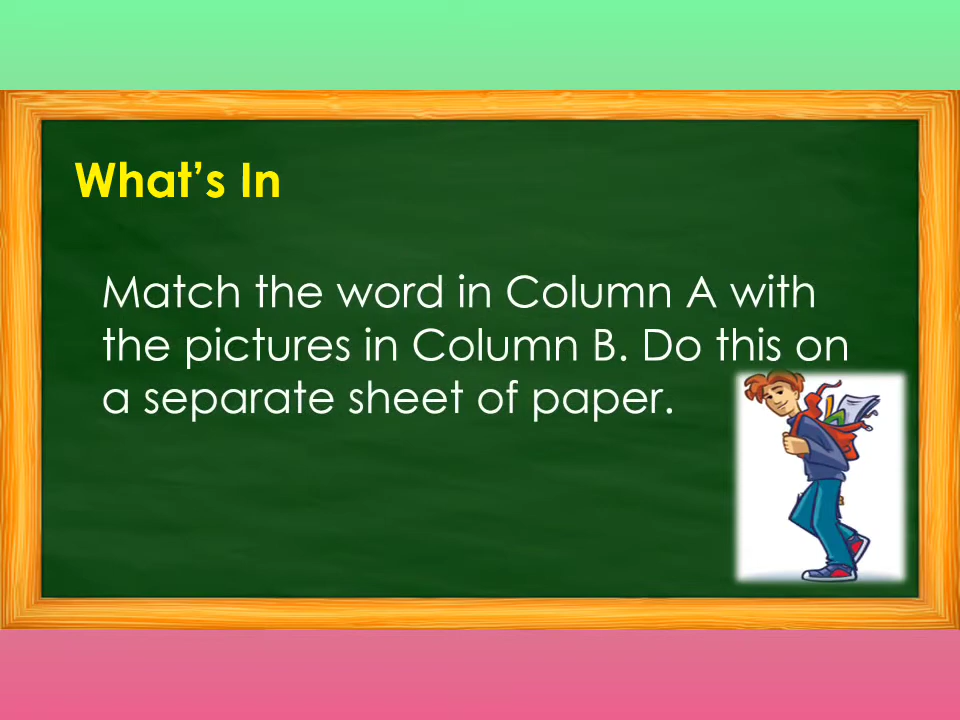 What's In
Match the word in Column A with
the pictures in Column B. Do this on
a separate sheet of paper.